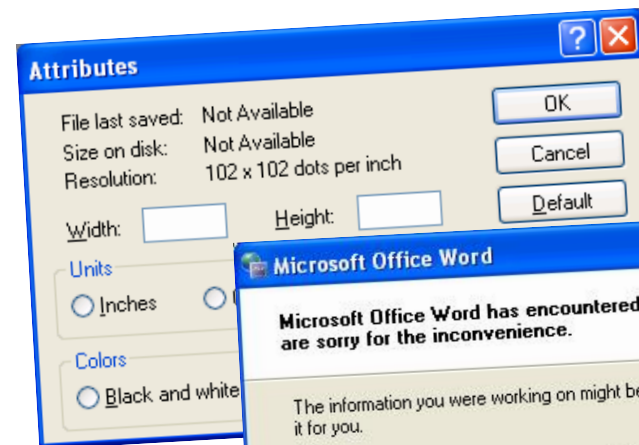 Attributes
File last saved: Not Available
Size on disk: Not Available
Resolution: 102 x 102 dots per inch
OK
Cancel
Default
Width:
Height:
Units
Inches
Colors
Black and white
Microsoft Office Word
Microsoft Office Word has encountered
are sorry for the inconvenience.
The information you were working on might be
it for you.